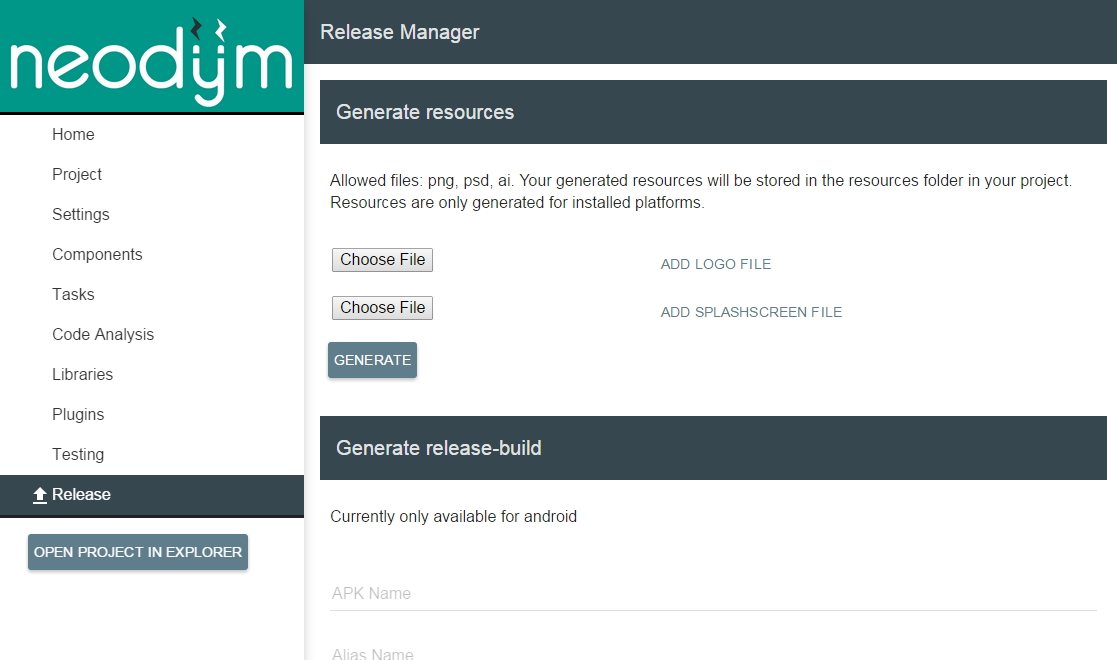 neodym
Home
Project
Settings
Components
Tasks
Code Analysis
Libraries
Plugins
Testing
Release
OPEN PROJECT IN EXPLORER
Release Manager
Generate resources
Allowed files: png, psd, ai. Your generated resources will be stored in the resources folder in your project.
Resources are only generated for installed platforms.
Choose File
ADD LOGO FILE
Choose File
ADD SPLASHSCREEN FILE
GENERATE
Generate release-build
Currently only available for android
APK Name
Alias Name